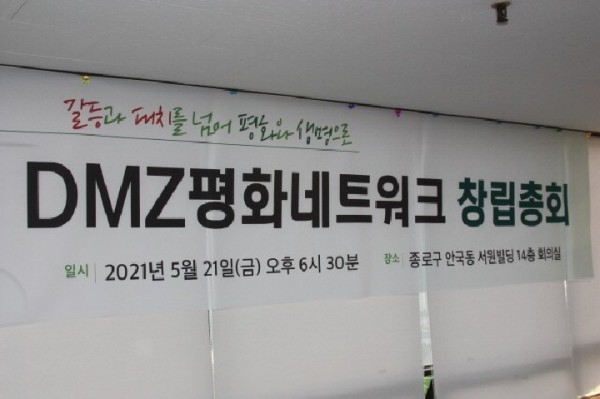 갈등과 대치를 넘어 평화와 생명으로
DMZ평화네트워크 창립총회
일시 | 2021년 5월 21일(금) 오후 6시 30분 장소 | 종로구 안국동 서원빌딩 14층 회의실